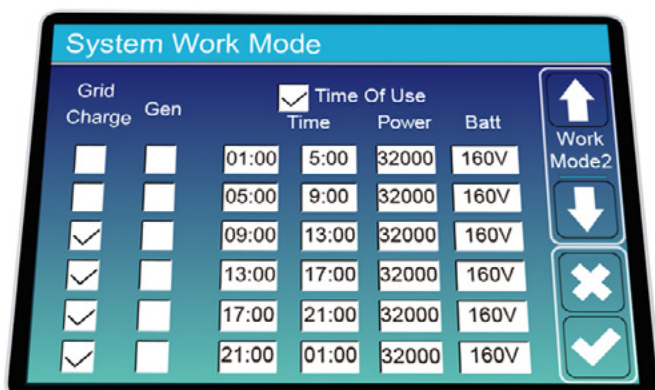 System Work Mode
Grid Charge
Gen
Time Of Use
Time
Power
Batt
01:00 5:00 32000 160V
05:00 9:00 32000 160V
09:00 13:00 32000 160V
13:00 17:00 32000 160V
17:00 21:00 32000 160V
21:00 01:00 32000 160V
Work
Mode2